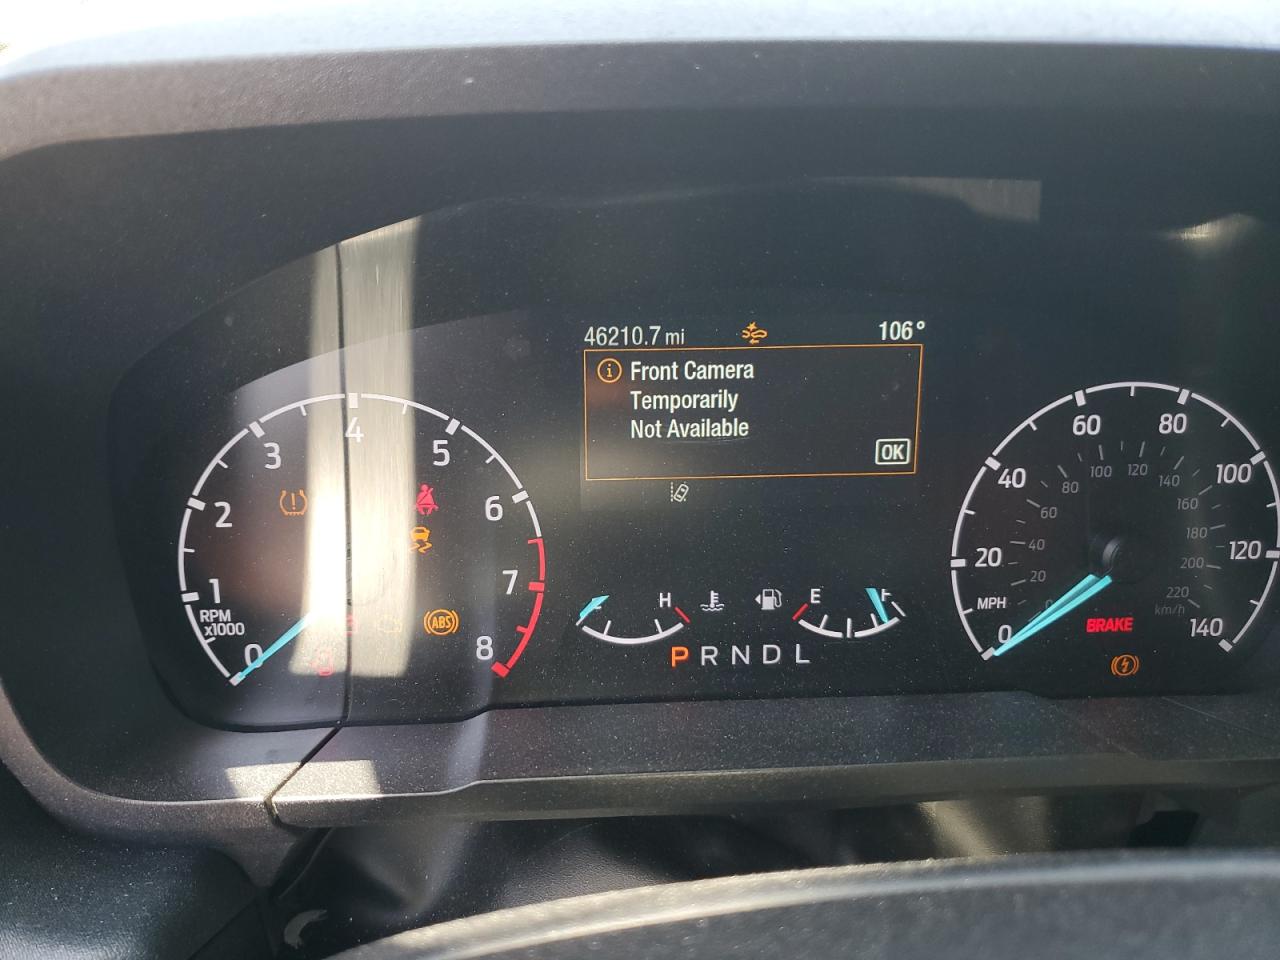 46210.7 mi 106°
Front Camera
Temporarily
Not Available
OK
0 1 2 3 4 5 6 7 8
RPM
x1000
ABS
H E F
P R N D L
0 20 40 60 80 100 120 140
MPH
20 40 60 80 100 120 140 160 180 200 220
km/h
BRAKE